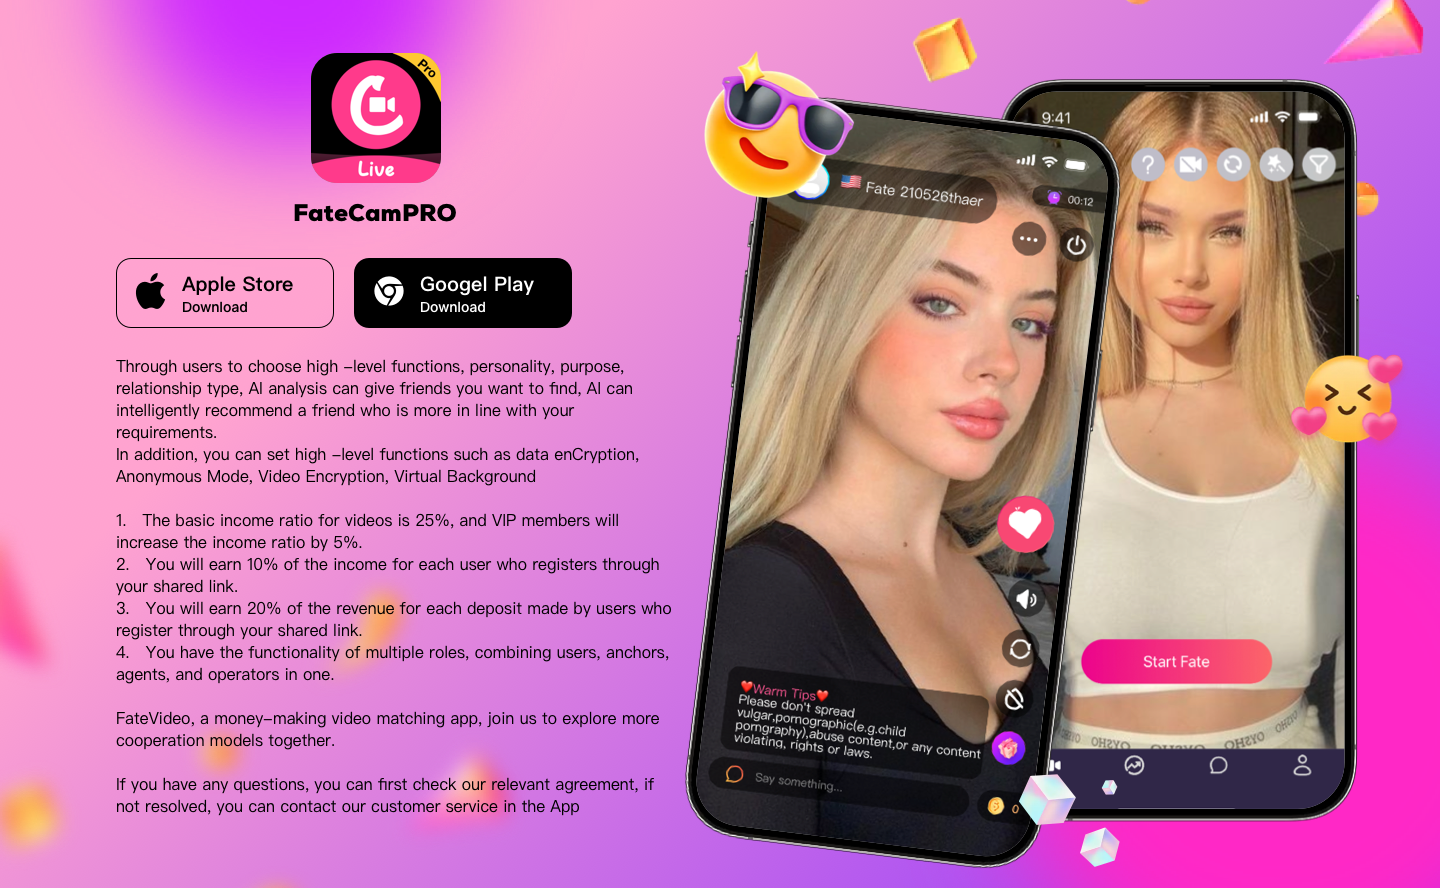 Pro
Live
FateCamPRO
Apple Store
Download
Googel Play
Download
Through users to choose high -level functions, personality, purpose,
relationship type, AI analysis can give friends you want to find, AI can
intelligently recommend a friend who is more in line with your
requirements.
In addition, you can set high -level functions such as data enCryption,
Anonymous Mode, Video Encryption, Virtual Background
1. The basic income ratio for videos is 25%, and VIP members will
increase the income ratio by 5%.
2. You will earn 10% of the income for each user who registers through
your shared link.
3. You will earn 20% of the revenue for each deposit made by users who
register through your shared link.
4. You have the functionality of multiple roles, combining users, anchors,
agents, and operators in one.
FateVideo, a money-making video matching app, join us to explore more
cooperation models together.
If you have any questions, you can first check our relevant agreement, if
not resolved, you can contact our customer service in the App
Fate 210526thaer
00:12
❤️Warm Tips❤️
Please don't spread
vulgar,pornographic(e.g.child
porngraphy),abuse content,or any content
violating, rights or laws.
Say something...
0
9:41
?
Start Fate
OHSYO OHSYO OHSYO